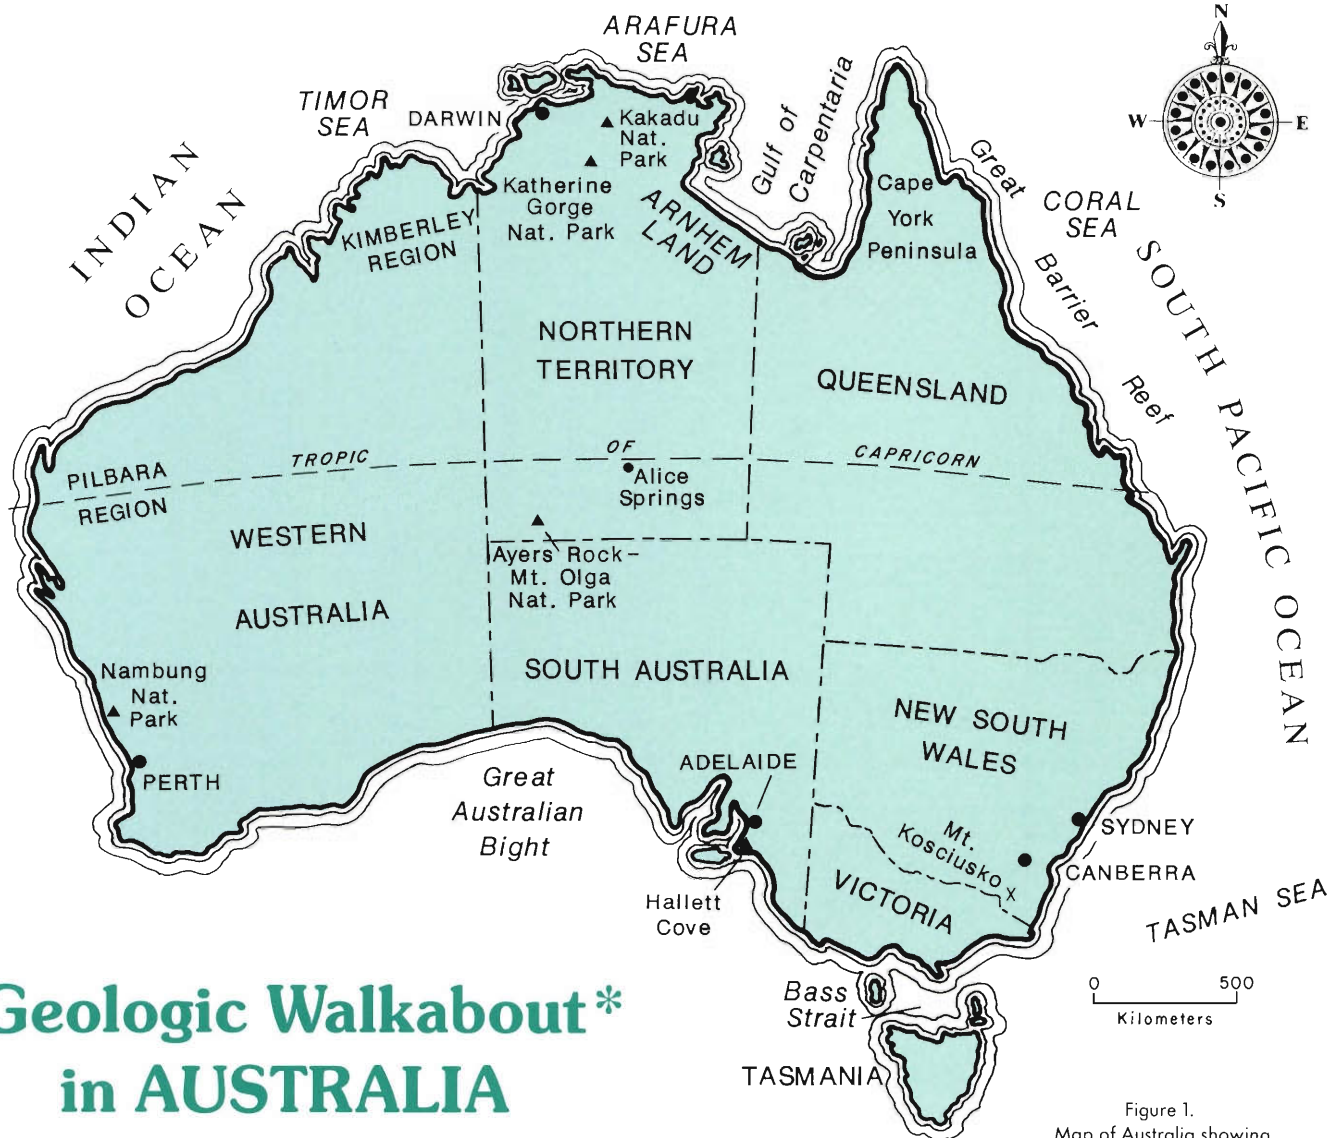 ARAFURA
SEA
N
TIMOR
SEA
DARWIN
Kakadu
Nat.
Park
Gulf of
Carpentaria
W
E
S
Great
Barrier
Reef
CORAL
SEA
INDIAN
OCEAN
Katherine
Gorge
Nat. Park
ARNHEM
LAND
Cape
York
Peninsula
KIMBERLEY
REGION
SOUTH PACIFIC OCEAN
NORTHERN
TERRITORY
QUEENSLAND
TROPIC OF CAPRICORN
PILBARA
REGION
Alice
Springs
WESTERN
AUSTRALIA
Ayers Rock–
Mt. Olga
Nat. Park
Nambung
Nat.
Park
SOUTH AUSTRALIA
NEW SOUTH
WALES
PERTH
ADELAIDE
Great
Australian
Bight
Mt.
Kosciusko x
SYDNEY
CANBERRA
VICTORIA
Hallett
Cove
TASMAN SEA
Bass
Strait
0 500
Kilometers
TASMANIA
Geologic Walkabout*
in AUSTRALIA
Figure 1.
Map of Australia showing